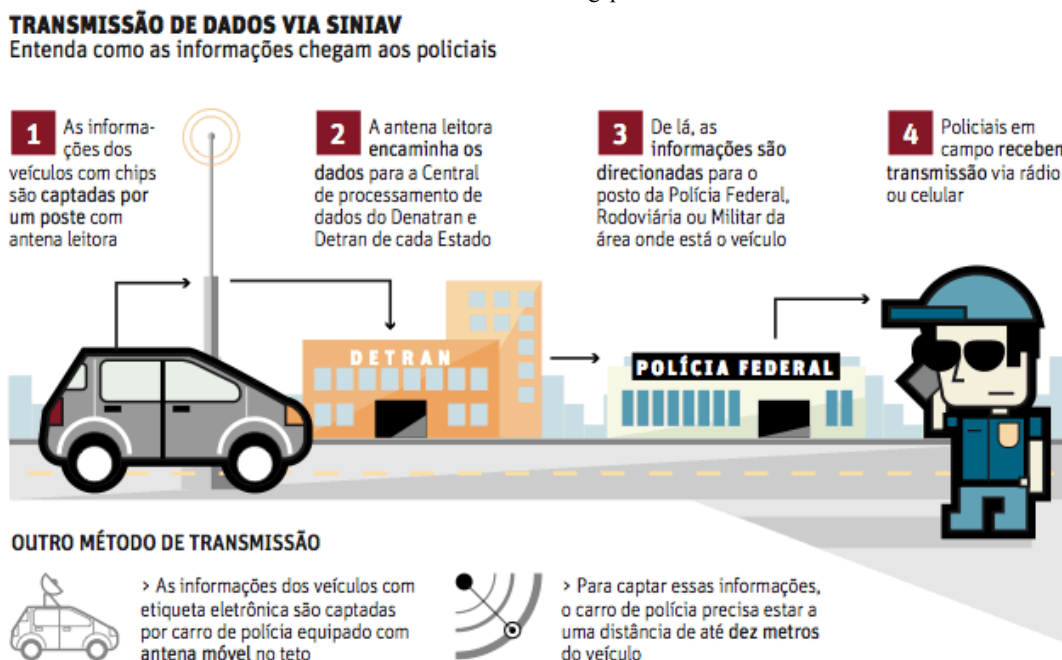 TRANSMISSÃO DE DADOS VIA SINIAV
Entenda como as informações chegam aos policiais
1
As informa-
ções dos
veículos com chips
são captadas por
um poste com
antena leitora
2
A antena leitora
encaminha os
dados para a Central
de processamento de
dados do Denatran e
Detran de cada Estado
3
De lá, as
informações são
direcionadas para o
posto da Polícia Federal,
Rodoviária ou Militar da
área onde está o veículo
4
Policiais em
campo recebem
transmissão via rádio
ou celular
DETRAN
POLÍCIA FEDERAL
OUTRO MÉTODO DE TRANSMISSÃO
> As informações dos veículos com
etiqueta eletrônica são captadas
por carro de polícia equipado com
antena móvel no teto
> Para captar essas informações,
o carro de polícia precisa estar a
uma distância de até dez metros
do veículo